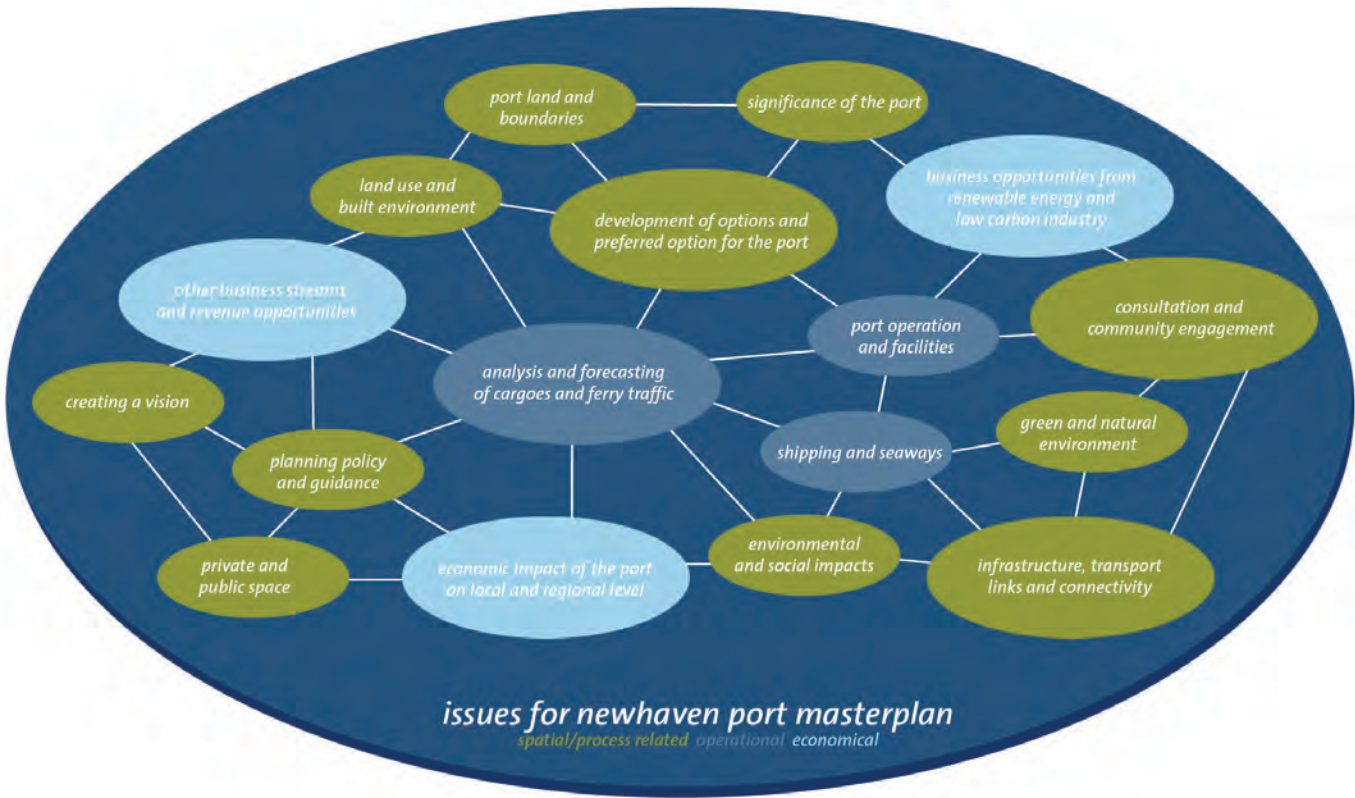 port land and
boundaries
significance of the port
land use and
built environment
business opportunities from
renewable energy and
low carbon industry
development of options and
preferred option for the port
other business streams
and revenue opportunities
consultation and
community engagement
port operation
and facilities
analysis and forecasting
of cargoes and ferry traffic
creating a vision
green and natural
environment
planning policy
and guidance
shipping and seaways
private and
public space
economic impact of the port
on local and regional level
environmental
and social impacts
infrastructure, transport
links and connectivity
issues for newhaven port masterplan
spatial/process related operational economical